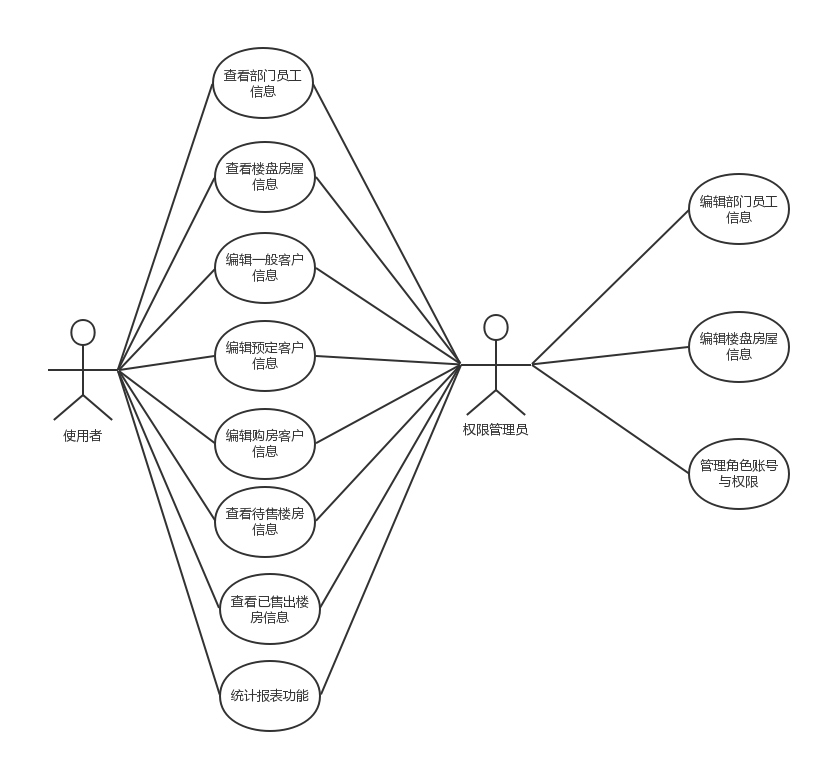 查看部门员工
信息
查看楼盘房屋
信息
编辑一般客户
信息
编辑预定客户
信息
编辑购房客户
信息
查看待售楼房
信息
查看已售出楼
房信息
统计报表功能
使用者
权限管理员
编辑部门员工
信息
编辑楼盘房屋
信息
管理角色账号
与权限